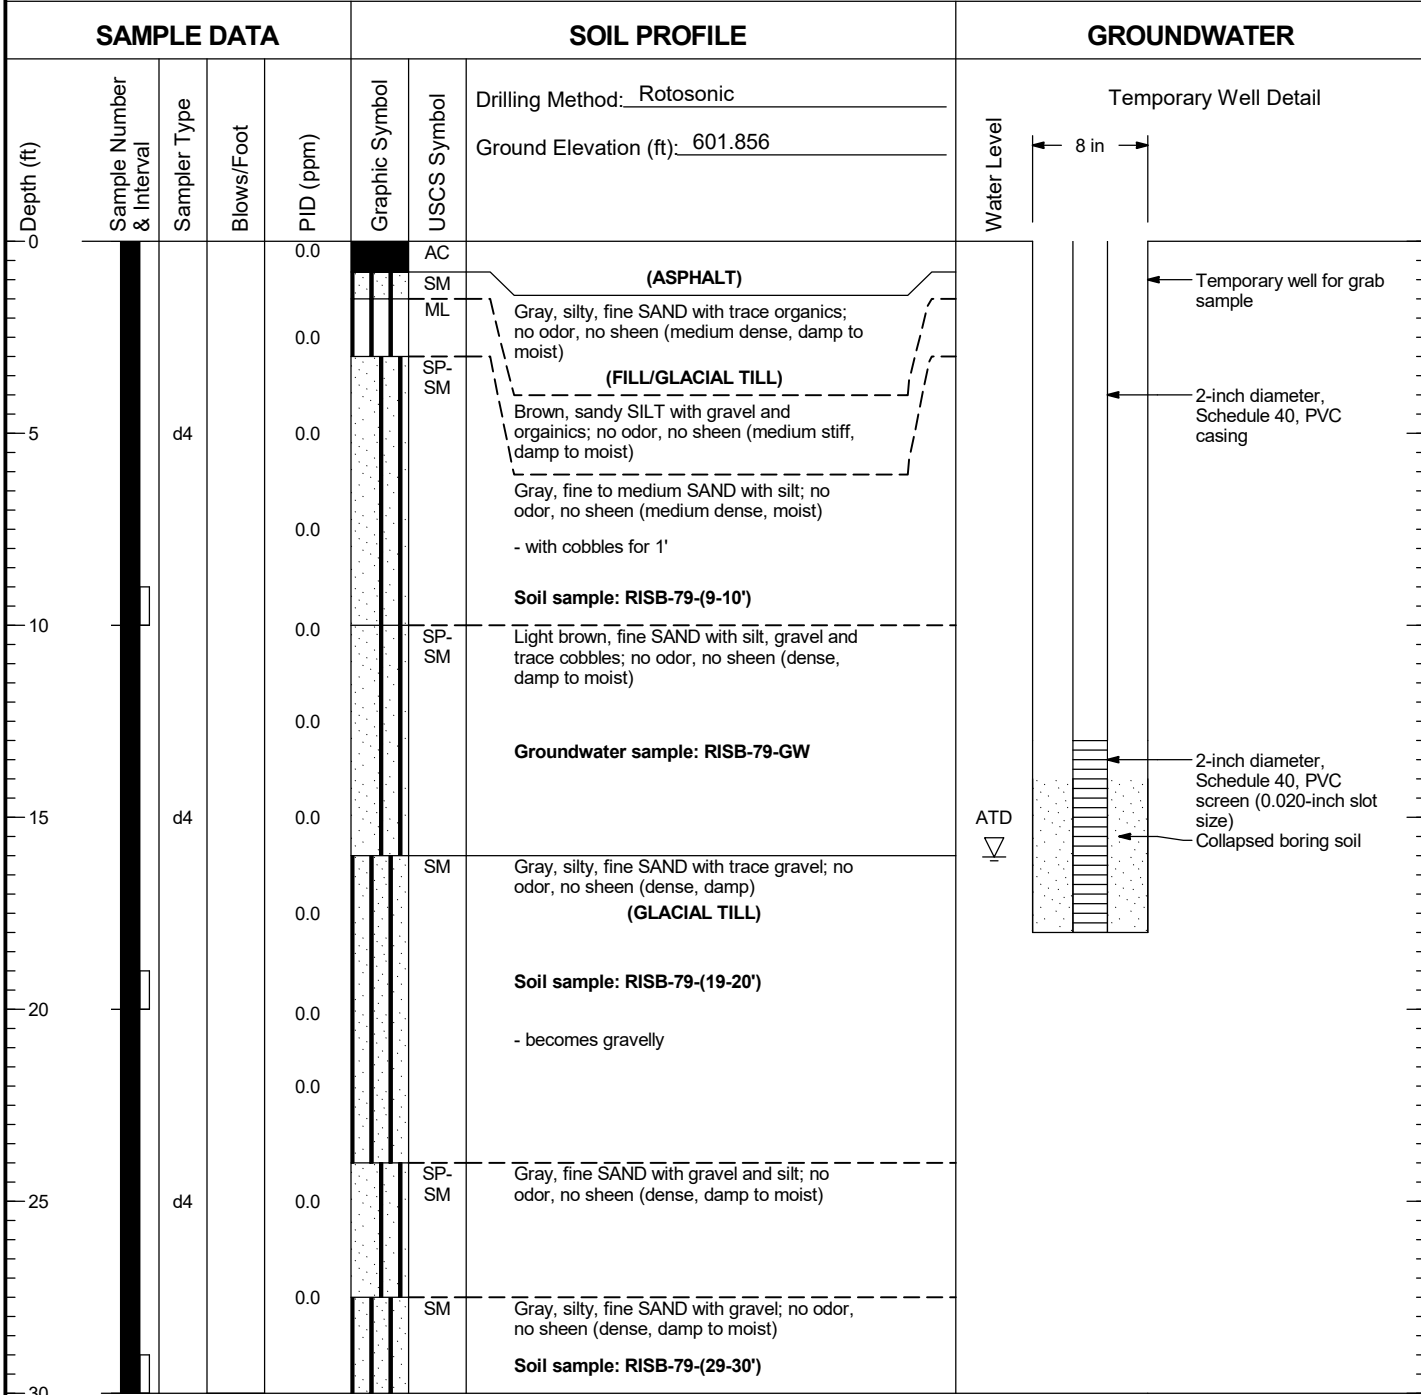 SAMPLE DATA
SOIL PROFILE
GROUNDWATER
Depth (ft)
Sample Number
& Interval
Sampler Type
Blows/Foot
PID (ppm)
Graphic Symbol
USCS Symbol
Drilling Method: Rotosonic
Ground Elevation (ft): 601.856
Water Level
Temporary Well Detail
8 in
0
0.0
AC
(ASPHALT)
SM
Temporary well for grab
sample
ML
Gray, silty, fine SAND with trace organics;
no odor, no sheen (medium dense, damp to
moist)
0.0
SP-
SM
(FILL/GLACIAL TILL)
2-inch diameter,
Schedule 40, PVC
casing
Brown, sandy SILT with gravel and
orgainics; no odor, no sheen (medium stiff,
damp to moist)
5
d4
0.0
Gray, fine to medium SAND with silt; no
odor, no sheen (medium dense, moist)
0.0
- with cobbles for 1'
Soil sample: RISB-79-(9-10')
10
0.0
SP-
SM
Light brown, fine SAND with silt, gravel and
trace cobbles; no odor, no sheen (dense,
damp to moist)
0.0
Groundwater sample: RISB-79-GW
2-inch diameter,
Schedule 40, PVC
screen (0.020-inch slot
size)
15
d4
0.0
ATD
Collapsed boring soil
SM
Gray, silty, fine SAND with trace gravel; no
odor, no sheen (dense, damp)
0.0
(GLACIAL TILL)
Soil sample: RISB-79-(19-20')
20
0.0
- becomes gravelly
0.0
SP-
SM
Gray, fine SAND with gravel and silt; no
odor, no sheen (dense, damp to moist)
25
d4
0.0
0.0
SM
Gray, silty, fine SAND with gravel; no odor,
no sheen (dense, damp to moist)
Soil sample: RISB-79-(29-30')
30